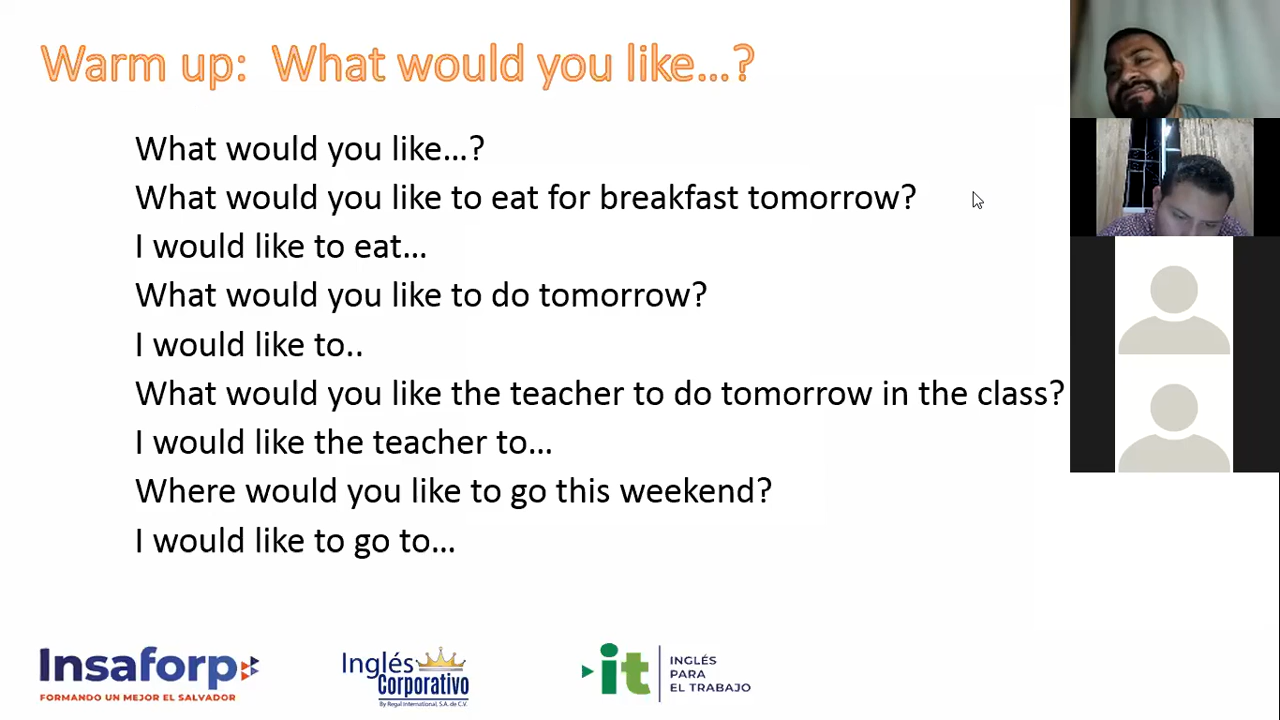 Warm up: What would you like...?
What would you like...?
What would you like to eat for breakfast tomorrow?
I would like to eat...
What would you like to do tomorrow?
I would like to..
What would you like the teacher to do tomorrow in the class?
I would like the teacher to...
Where would you like to go this weekend?
I would like to go to...
Insaforp
FORMANDO UN MEJOR EL SALVADOR
Inglés
Corporativo
By Regal International, S.A. de C.V.
it
INGLÉS
PARA
EL TRABAJO